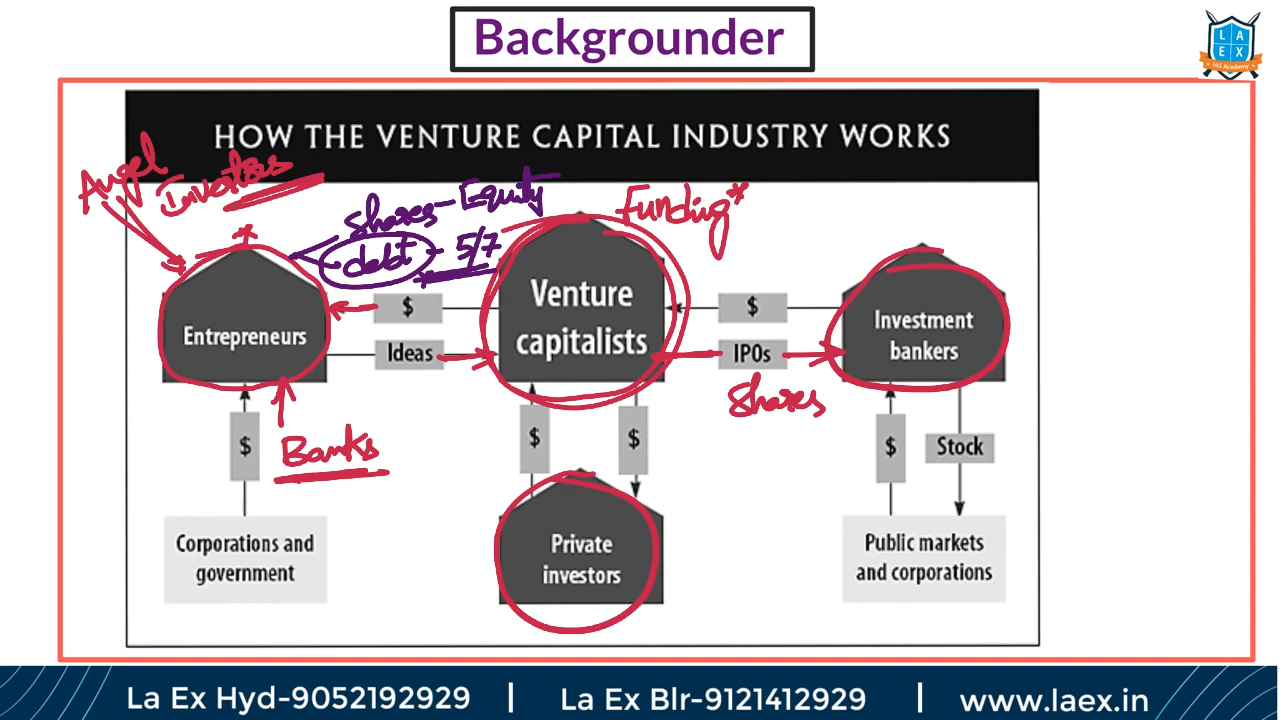 Backgrounder
L A
E X
IAS Academy
HOW THE VENTURE CAPITAL INDUSTRY WORKS
Angel
Investors
Shares - Equity
debt - 5/7
Funding*
Entrepreneurs
$
Ideas
Venture
capitalists
$
IPOs
Shares
Investment
bankers
$
Banks
$
$
$
Stock
Corporations and
government
Private
investors
Public markets
and corporations
La Ex Hyd-9052192929 | La Ex Blr-9121412929 | www.laex.in